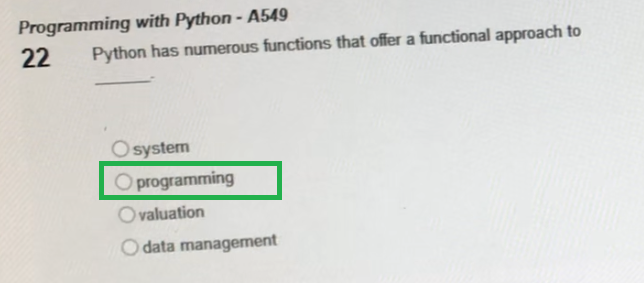 Programming with Python - A549
22 Python has numerous functions that offer a functional approach to
______.
system
programming
valuation
data management